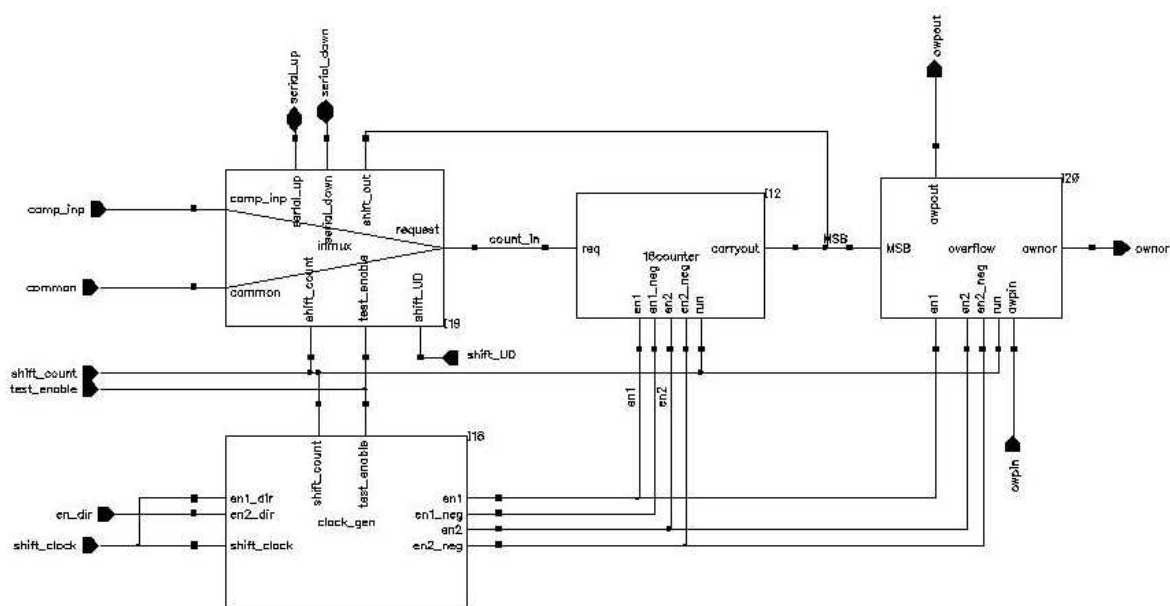 serial_up
serial_down
owpout
comp_inp
common
comp_inp
serial_up
serial_down
shift_out
request
inmux
common
shift_count
test_enable
shift_UD
I19
shift_UD
count_in
I12
req
carryout
16counter
en1
en1_neg
en2
en2_neg
run
MSB
I20
owpout
MSB
overflow
ownor
en1
en2
en2_neg
run
owpin
ownor
shift_count
test_enable
en1
en2
owpin
I16
shift_count
test_enable
en_dir
shift_clock
en1_dir
en2_dir
shift_clock
clock_gen
en1
en1_neg
en2
en2_neg